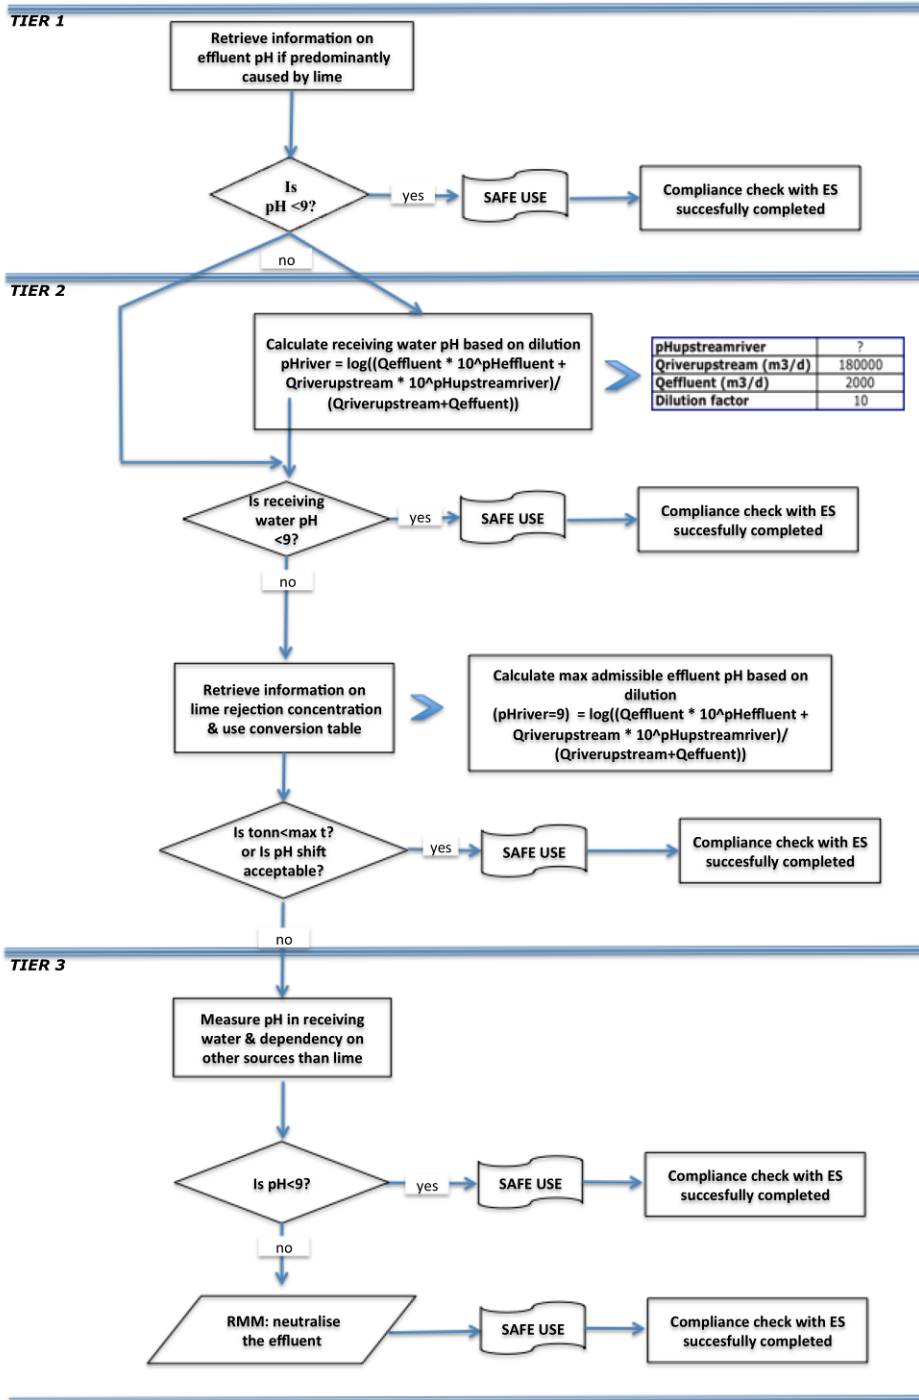 TIER 1
Retrieve information on
effluent pH if predominantly
caused by lime
Is
pH <9?
yes
SAFE USE
Compliance check with ES
succesfully completed
no
TIER 2
Calculate receiving water pH based on dilution
pHriver = log((Qeffluent * 10^pHeffluent +
Qriverupstream * 10^pHupstreamriver)/
(Qriverupstream+Qeffuent))
pHupstreamriver ?
Qriverupstream (m3/d) 180000
Qeffluent (m3/d) 2000
Dilution factor 10
Is receiving
water pH
<9?
yes
SAFE USE
Compliance check with ES
succesfully completed
no
Retrieve information on
lime rejection concentration
& use conversion table
Calculate max admissible effluent pH based on
dilution
(pHriver=9) = log((Qeffluent * 10^pHeffluent +
Qriverupstream * 10^pHupstreamriver)/
(Qriverupstream+Qeffuent))
Is tonn<max t?
or Is pH shift
acceptable?
yes
SAFE USE
Compliance check with ES
succesfully completed
no
TIER 3
Measure pH in receiving
water & dependency on
other sources than lime
Is pH<9?
yes
SAFE USE
Compliance check with ES
succesfully completed
no
RMM: neutralise
the effluent
SAFE USE
Compliance check with ES
succesfully completed